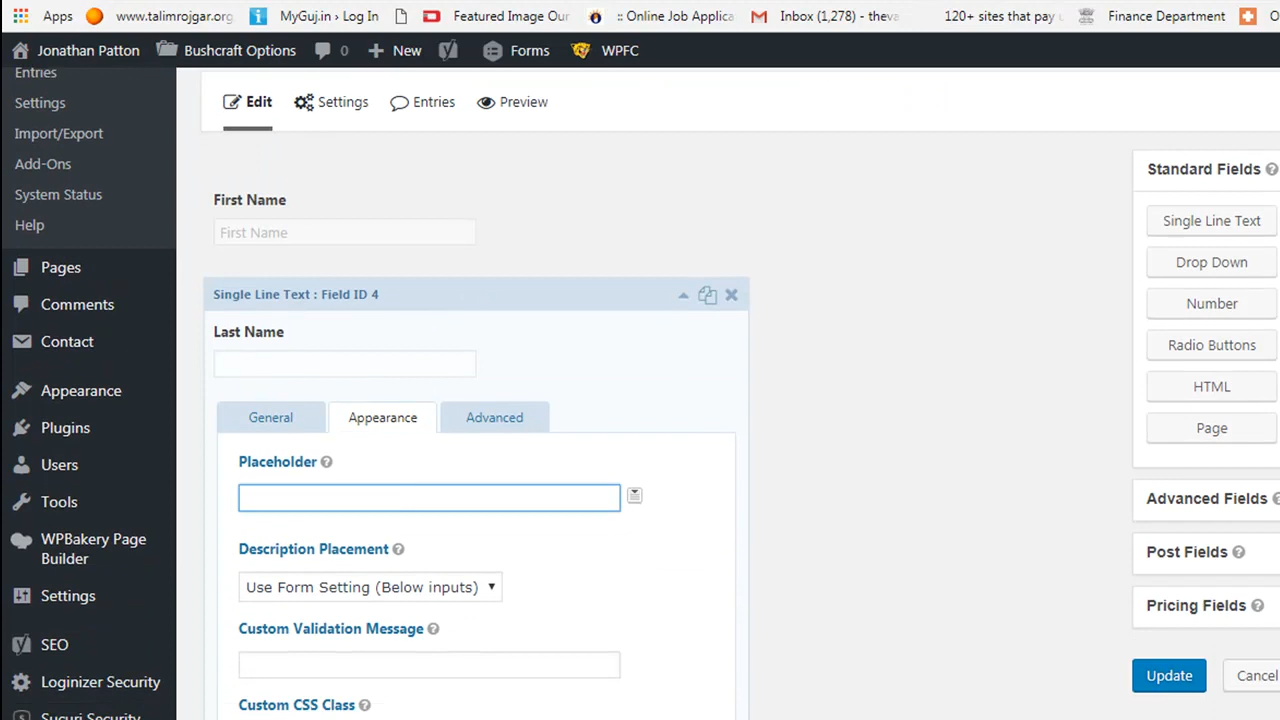 Apps
www.talimrojgar.org
MyGuj.in › Log In
Featured Image Our
:: Online Job Applica
Inbox (1,278) - theva
120+ sites that pay
Finance Department
Jonathan Patton
Bushcraft Options
0
New
Forms
WPFC
Entries
Settings
Import/Export
Add-Ons
System Status
Help
Pages
Comments
Contact
Appearance
Plugins
Users
Tools
WPBakery Page
Builder
Settings
SEO
Loginizer Security
Sucuri Security
Edit
Settings
Entries
Preview
First Name
First Name
Single Line Text : Field ID 4
Last Name
General
Appearance
Advanced
Placeholder
Description Placement
Use Form Setting (Below inputs)
Custom Validation Message
Custom CSS Class
Standard Fields
Single Line Text
Drop Down
Number
Radio Buttons
HTML
Page
Advanced Fields
Post Fields
Pricing Fields
Update
Cancel